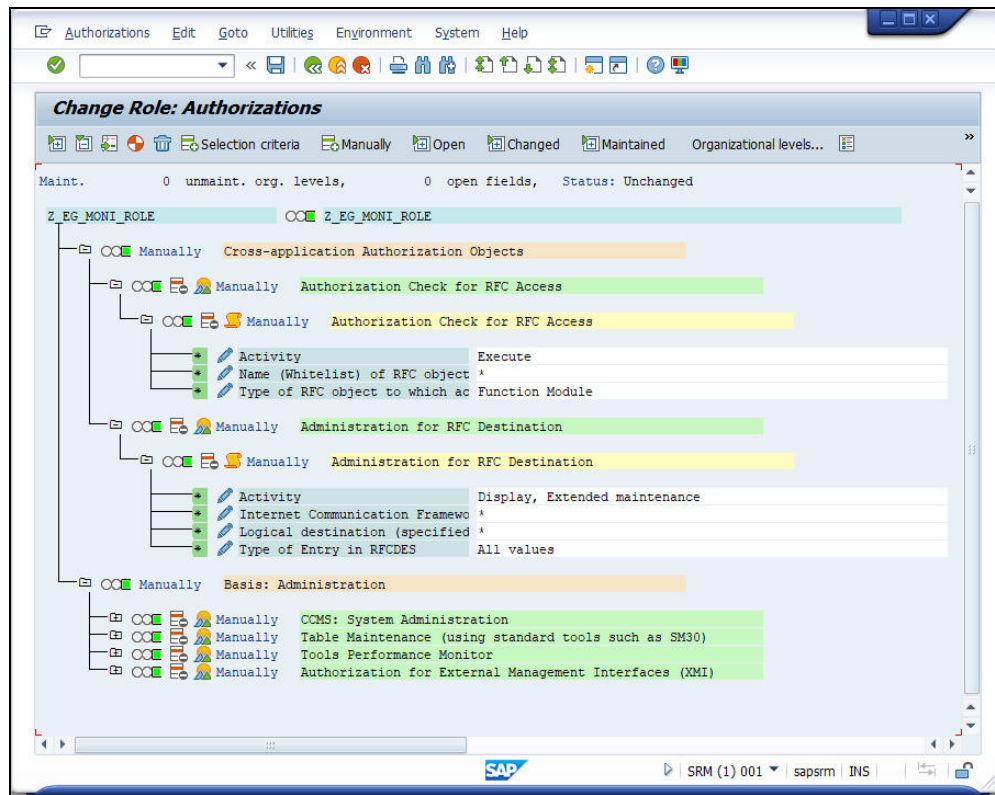 Authorizations Edit Goto Utilities Environment System Help
Change Role: Authorizations
Selection criteria Manually Open Changed Maintained Organizational levels...
Maint. 0 unmaint. org. levels, 0 open fields, Status: Unchanged
Z_EG_MONI_ROLE Z_EG_MONI_ROLE
Manually Cross-application Authorization Objects
Manually Authorization Check for RFC Access
Manually Authorization Check for RFC Access
* Activity Execute
* Name (Whitelist) of RFC object *
* Type of RFC object to which ac Function Module
Manually Administration for RFC Destination
Manually Administration for RFC Destination
* Activity Display, Extended maintenance
* Internet Communication Framewo *
* Logical destination (specified *
* Type of Entry in RFCDES All values
Manually Basis: Administration
Manually CCMS: System Administration
Manually Table Maintenance (using standard tools such as SM30)
Manually Tools Performance Monitor
Manually Authorization for External Management Interfaces (XMI)
SAP SRM (1) 001 sapsrm INS